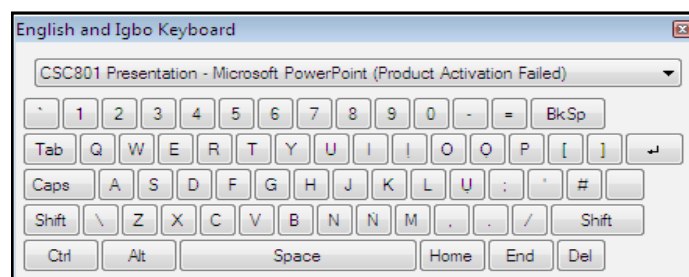 English and Igbo Keyboard
CSC801 Presentation - Microsoft PowerPoint (Product Activation Failed)
` 1 2 3 4 5 6 7 8 9 0 - = BkSp
Tab Q W E R T Y U I Ị O Ọ P [ ] ↵
Caps A S D F G H J K L Ụ ; ' #
Shift \ Z X C V B N Ṅ M , . / Shift
Ctrl Alt Space Home End Del